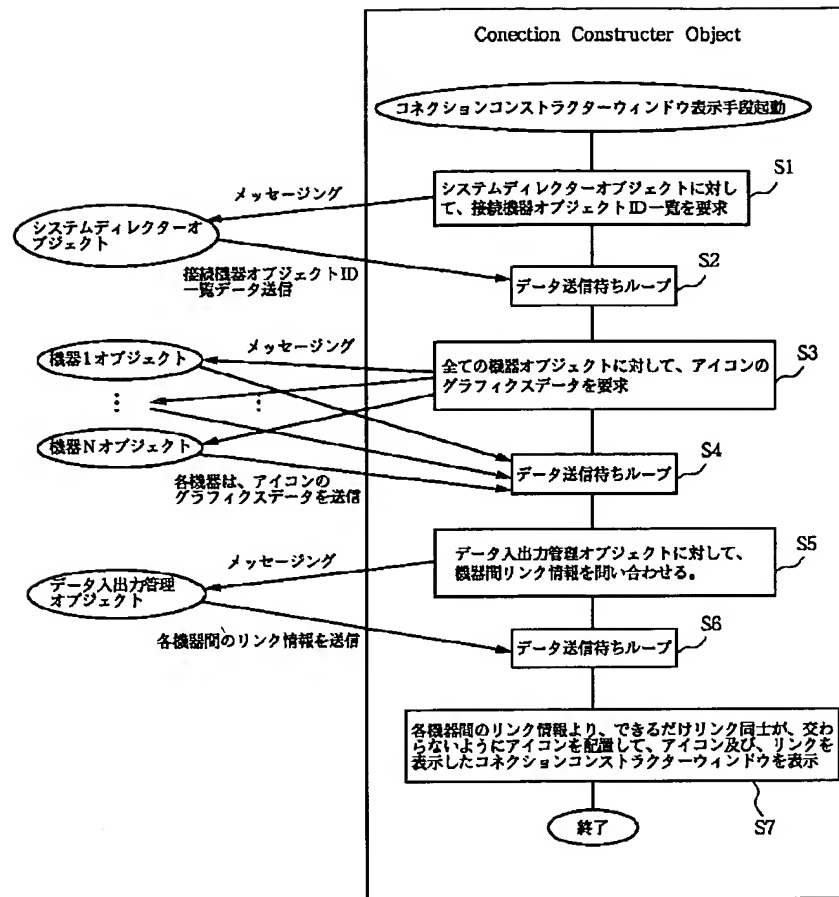 Conection Constructer Object
コネクションコンストラクターウィンドウ表示手段起動
S1
メッセージング
システムディレクターオブジェクトに対し
て、接続機器オブジェクトID一覧を要求
システムディレクターオ
ブジェクト
接続機器オブジェクトID
一覧データ送信
S2
データ送信待ちループ
メッセージング
S3
機器1オブジェクト
全ての機器オブジェクトに対して、アイコンの
グラフィクスデータを要求
機器Nオブジェクト
S4
データ送信待ちループ
各機器は、アイコンの
グラフィクスデータを送信
S5
メッセージング
データ入出力管理オブジェクトに対して、
機器間リンク情報を問い合わせる。
データ入出力管理
オブジェクト
S6
各機器間のリンク情報を送信
データ送信待ちループ
各機器間のリンク情報より、できるだけリンク同士が、交わ
らないようにアイコンを配置して、アイコン及び、リンクを
表示したコネクションコンストラクターウィンドウを表示
S7
終了